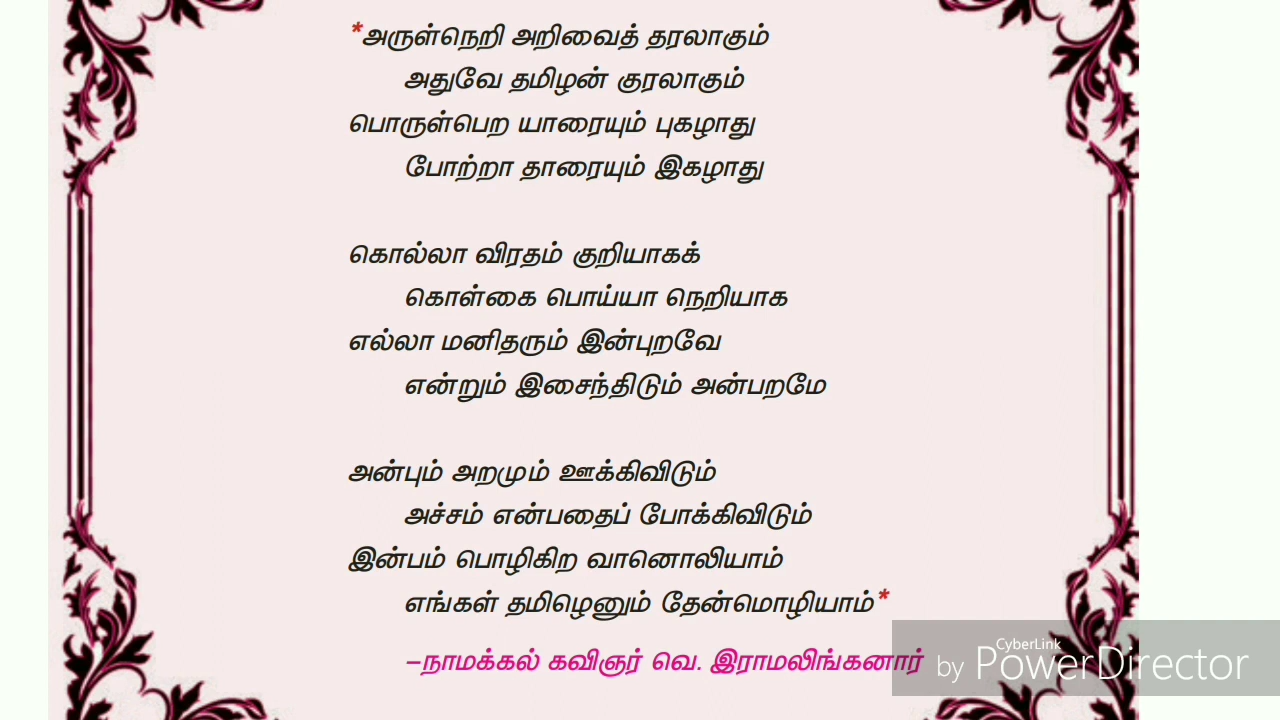 *அருள்நெறி அறிவைத் தரலாகும்
அதுவே தமிழன் குரலாகும்
பொருள்பெற யாரையும் புகழாது
போற்றா தாரையும் இகழாது
கொல்லா விரதம் குறியாகக்
கொள்கை பொய்யா நெறியாக
எல்லா மனிதரும் இன்புறவே
என்றும் இசைந்திடும் அன்பறமே
அன்பும் அறமும் ஊக்கிவிடும்
அச்சம் என்பதைப் போக்கிவிடும்
இன்பம் பொழிகிற வானொலியாம்
எங்கள் தமிழெனும் தேன்மொழியாம்*
–நாமக்கல் கவிஞர் வெ. இராமலிங்கனார்
by CyberLink PowerDirector